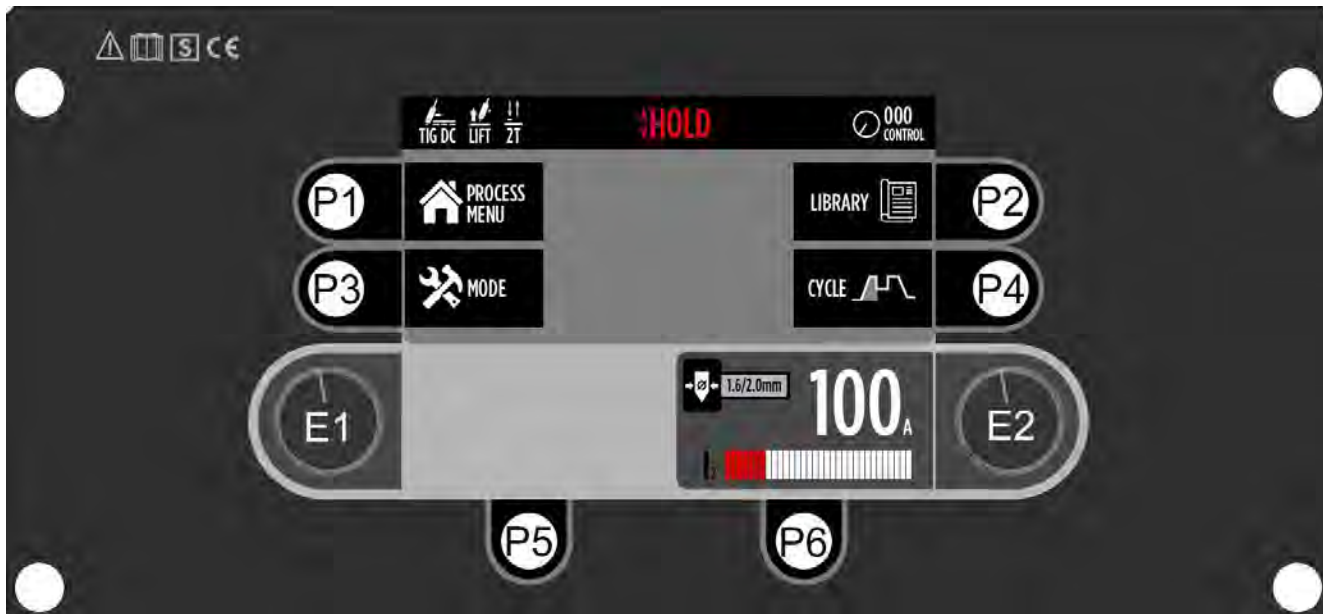 S CE
TIG DC LIFT 2T HOLD 000 CONTROL
P1 PROCESS MENU LIBRARY P2
P3 MODE CYCLE P4
E1 1.6/2.0mm 100 A E2
P5 P6